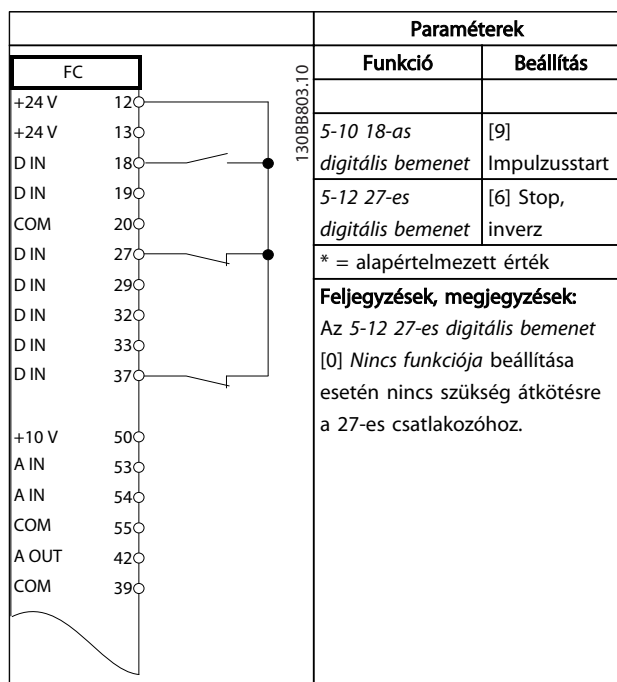 FC
+24 V 12
+24 V 13
D IN 18
D IN 19
COM 20
D IN 27
D IN 29
D IN 32
D IN 33
D IN 37
+10 V 50
A IN 53
A IN 54
COM 55
A OUT 42
COM 39
130BB803.10
Paraméterek
Funkció Beállítás
5-10 18-as [9]
digitális bemenet Impulzusstart
5-12 27-es [6] Stop,
digitális bemenet inverz
* = alapértelmezett érték
Feljegyzések, megjegyzések:
Az 5-12 27-es digitális bemenet
[0] Nincs funkciója beállítása
esetén nincs szükség átkötésre
a 27-es csatlakozóhoz.